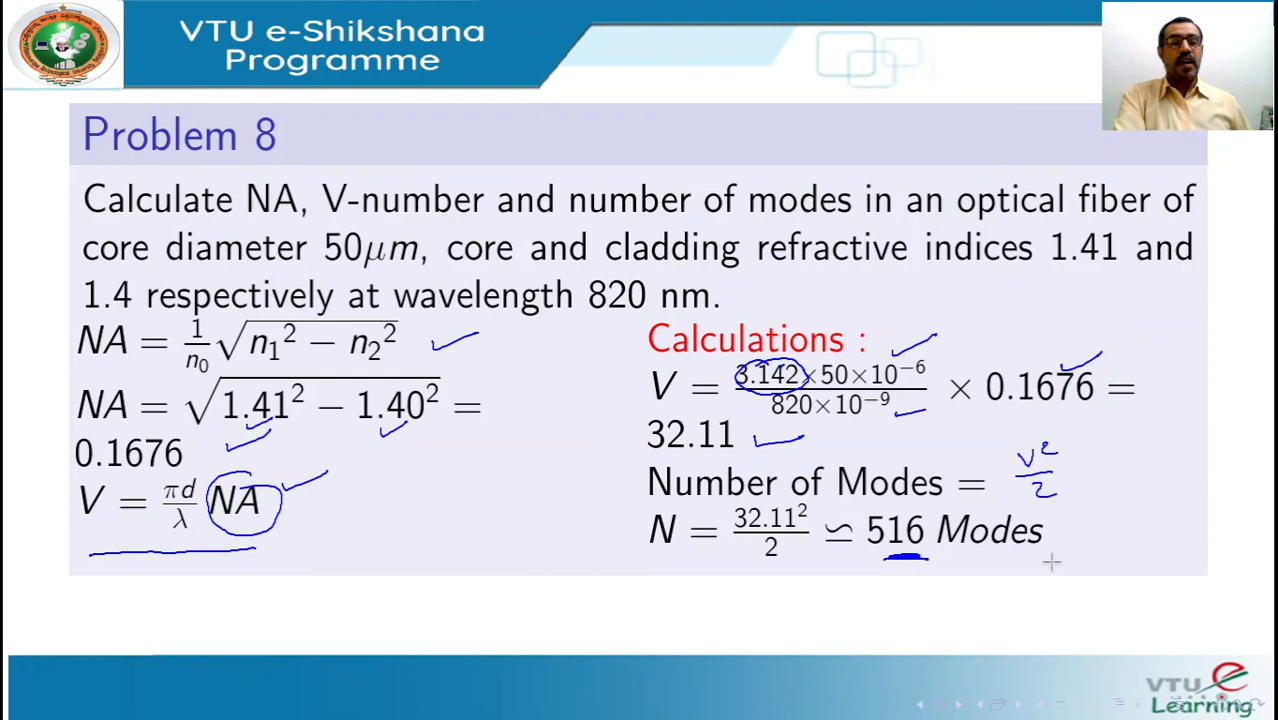 VTU e-Shikshana
Programme
Problem 8
Calculate NA, V-number and number of modes in an optical fiber of
core diameter 50μm, core and cladding refractive indices 1.41 and
1.4 respectively at wavelength 820 nm.
NA = 1/n₀ √(n₁² − n₂²)
NA = √(1.41² − 1.40²) =
0.1676
V = πd/λ NA
Calculations :
V = (3.142×50×10⁻⁶)/(820×10⁻⁹) × 0.1676 =
32.11
Number of Modes = V²/2
N = 32.11²/2 ≃ 516 Modes
VTU
Learning